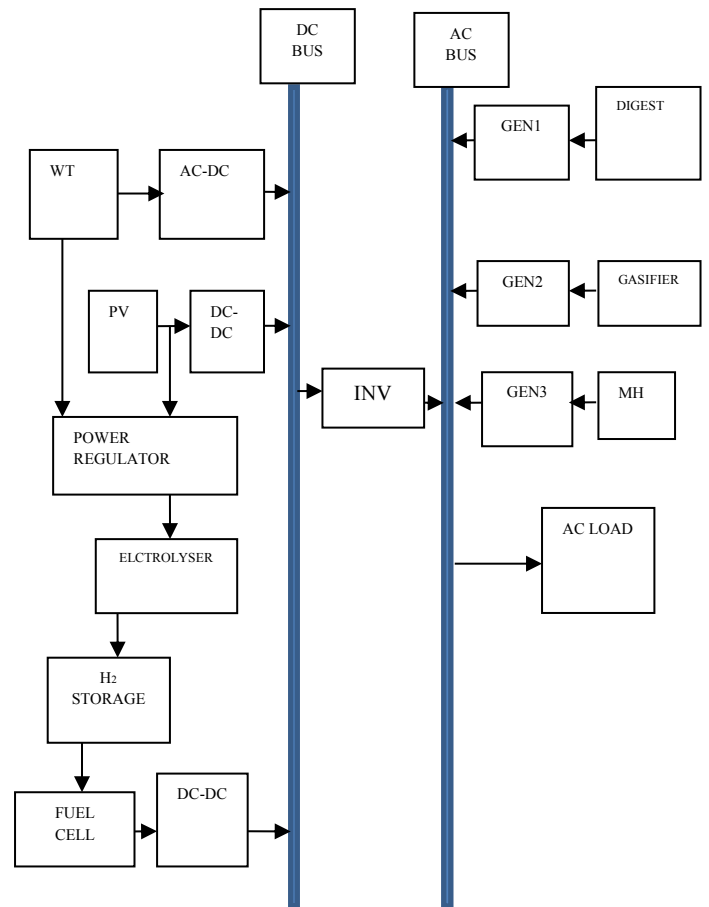 DC
BUS
AC
BUS
GEN1
DIGEST
WT
AC-DC
GEN2
GASIFIER
PV
DC-
DC
INV
GEN3
MH
POWER
REGULATOR
AC LOAD
ELCTROLYSER
H2
STORAGE
FUEL
CELL
DC-DC